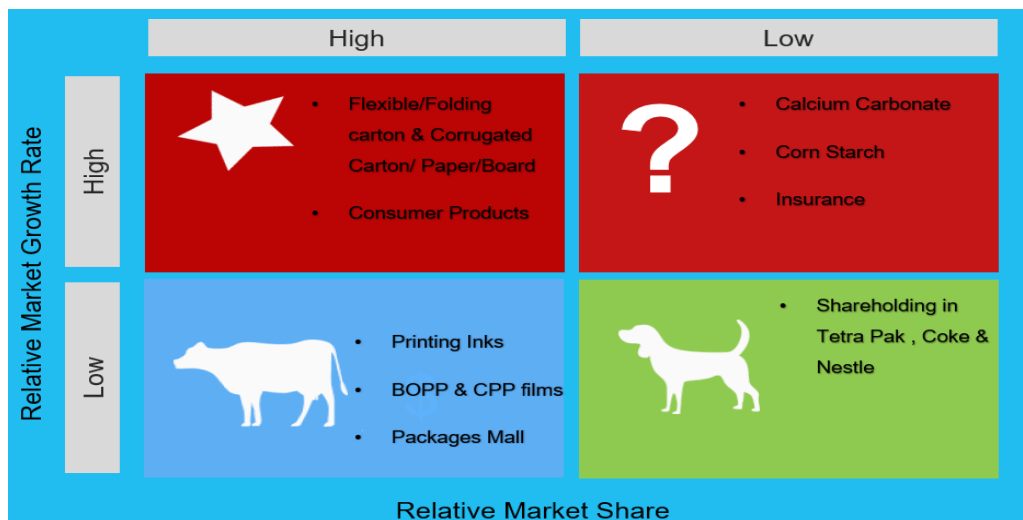 High
Low
Relative Market Growth Rate
High
• Flexible/Folding
carton & Corrugated
Carton/ Paper/Board
• Consumer Products
?
• Calcium Carbonate
• Corn Starch
• Insurance
Low
• Printing Inks
• BOPP & CPP films
• Packages Mall
• Shareholding in
Tetra Pak , Coke &
Nestle
Relative Market Share